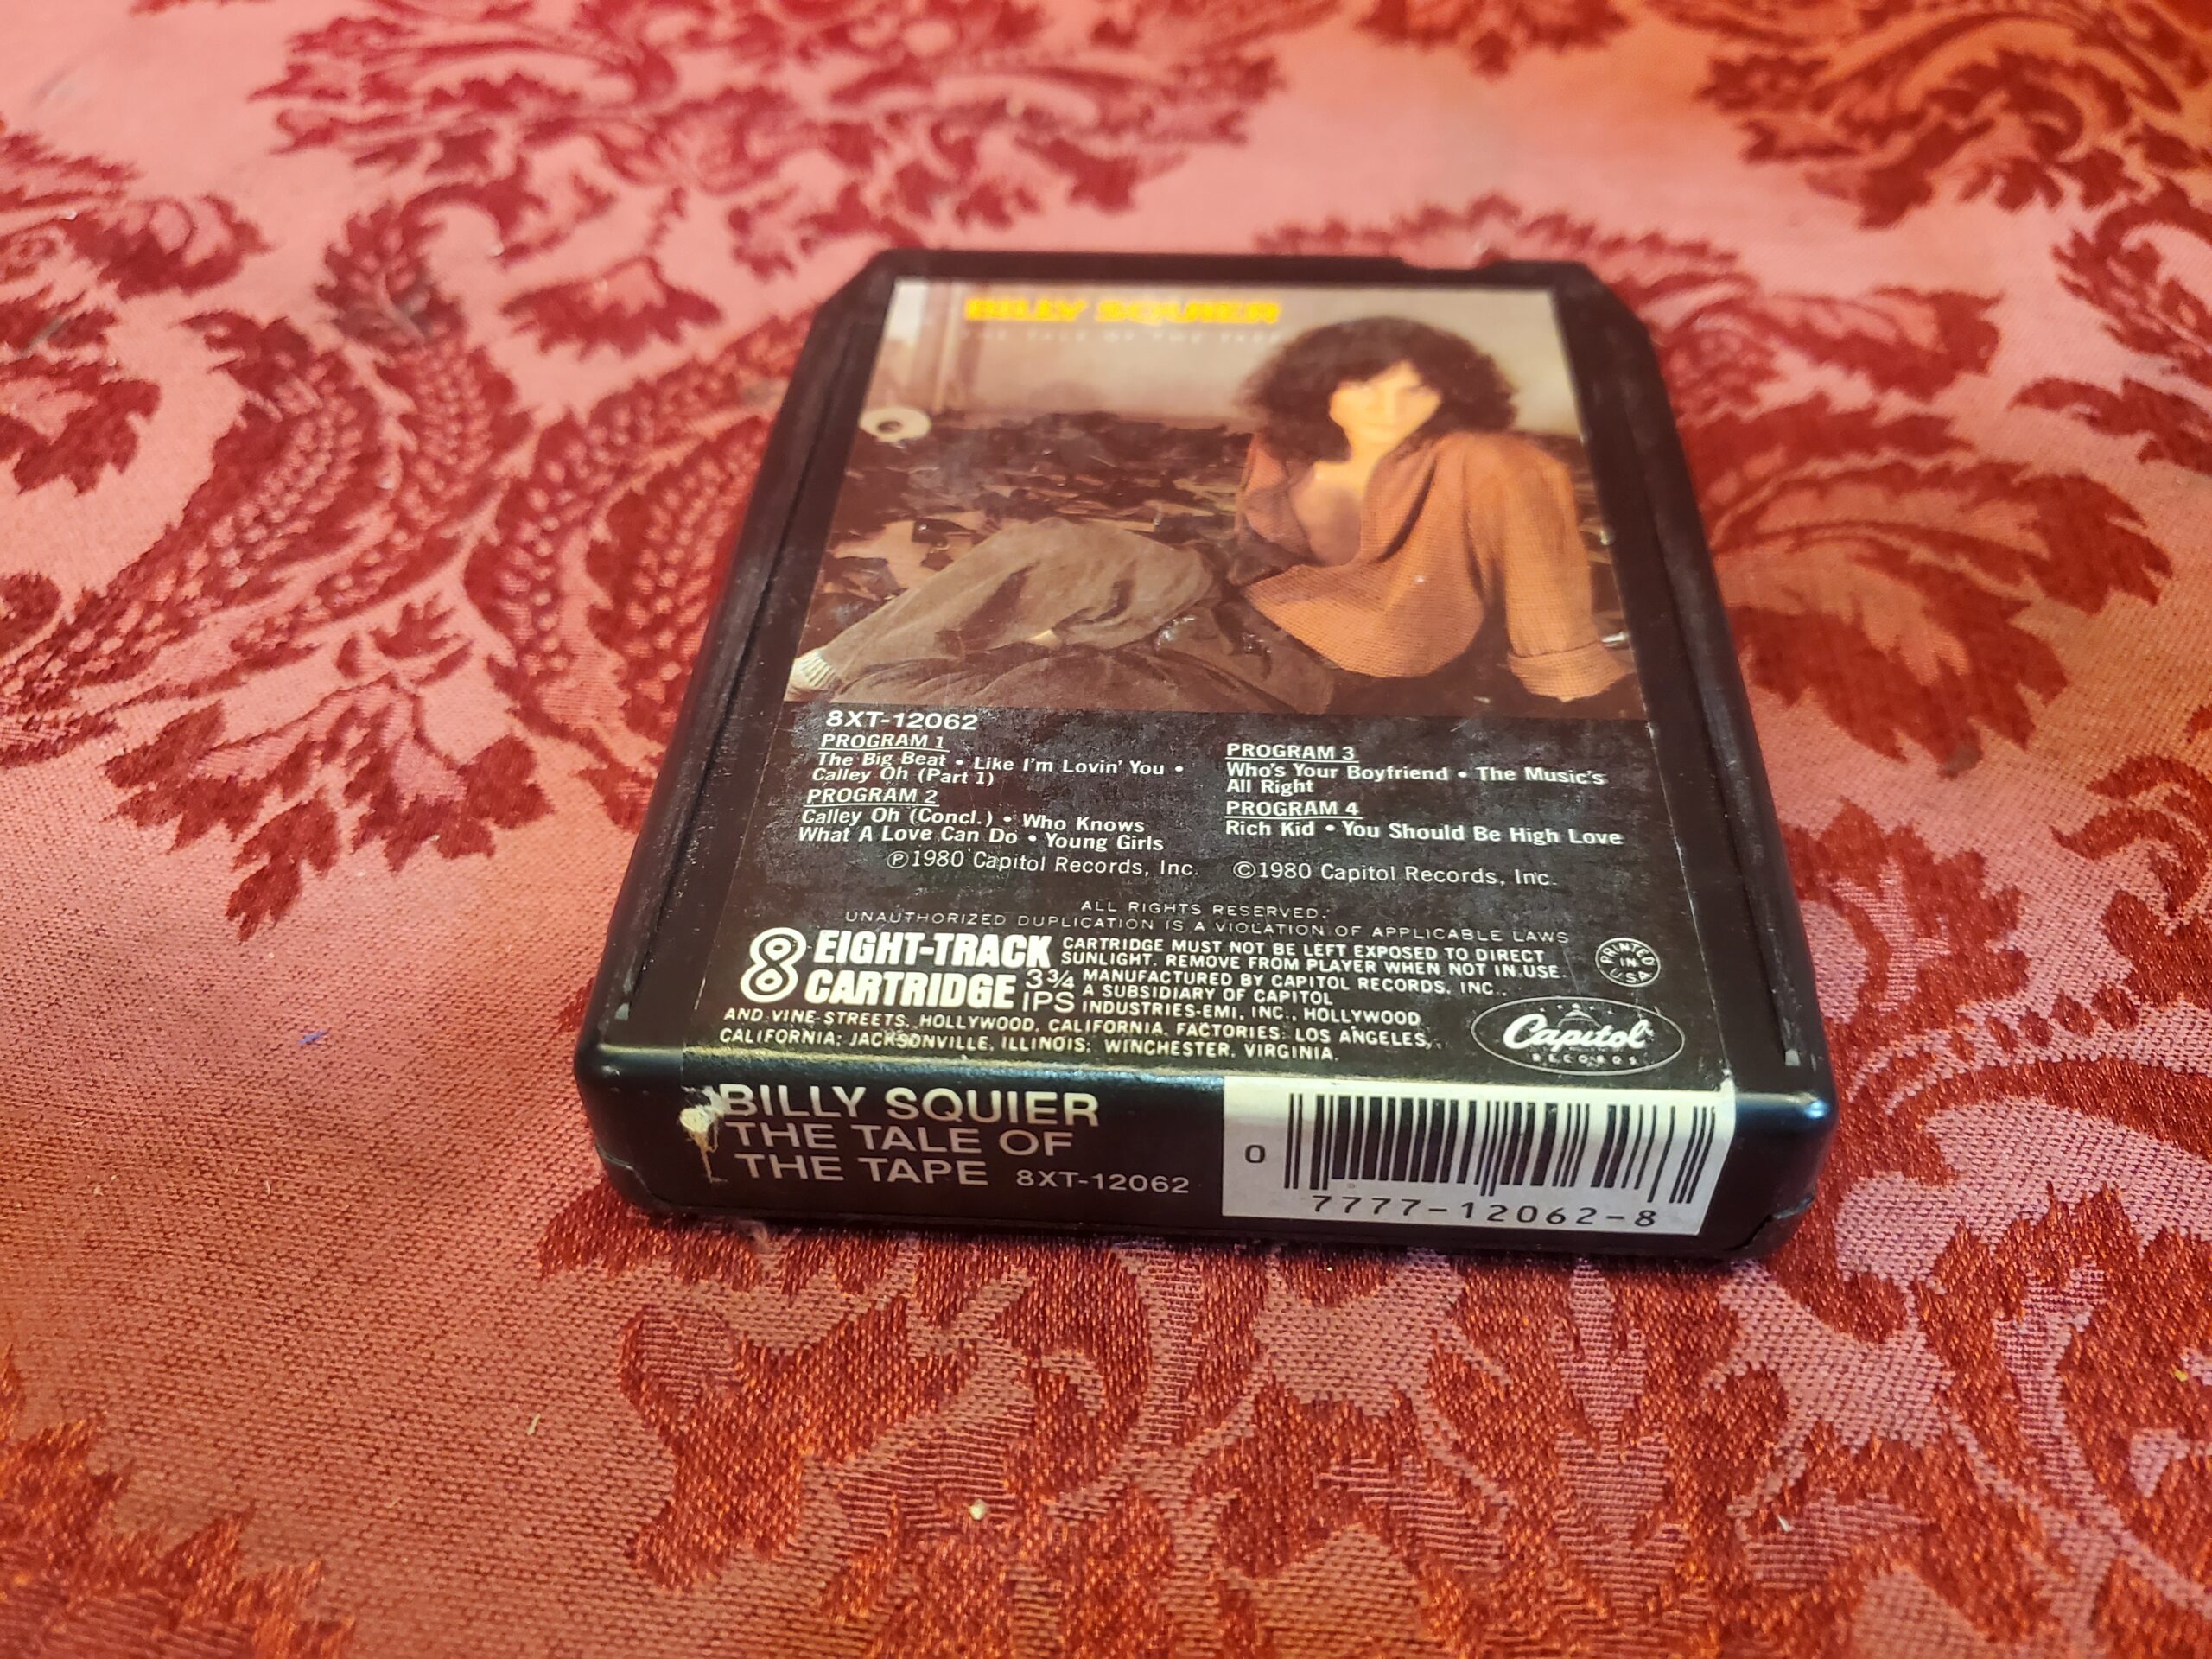 BILLY SQUIER
THE TALE OF THE TAPE
8XT-12062
PROGRAM 1
The Big Beat • Like I'm Lovin' You •
Calley Oh (Part 1)
PROGRAM 2
Calley Oh (Concl.) • Who Knows
What A Love Can Do • Young Girls
PROGRAM 3
Who's Your Boyfriend • The Music's
All Right
PROGRAM 4
Rich Kid • You Should Be High Love
℗1980 Capitol Records, Inc. ©1980 Capitol Records, Inc.
ALL RIGHTS RESERVED.
UNAUTHORIZED DUPLICATION IS A VIOLATION OF APPLICABLE LAWS
8 EIGHT-TRACK
CARTRIDGE 3¾
IPS
CARTRIDGE MUST NOT BE LEFT EXPOSED TO DIRECT
SUNLIGHT. REMOVE FROM PLAYER WHEN NOT IN USE.
MANUFACTURED BY CAPITOL RECORDS, INC.,
A SUBSIDIARY OF CAPITOL
INDUSTRIES-EMI, INC., HOLLYWOOD
AND VINE STREETS, HOLLYWOOD, CALIFORNIA. FACTORIES: LOS ANGELES,
CALIFORNIA; JACKSONVILLE, ILLINOIS; WINCHESTER, VIRGINIA.
PRINTED
IN
U.S.A.
Capitol
RECORDS
BILLY SQUIER
THE TALE OF
THE TAPE 8XT-12062
0
7777-12062-8